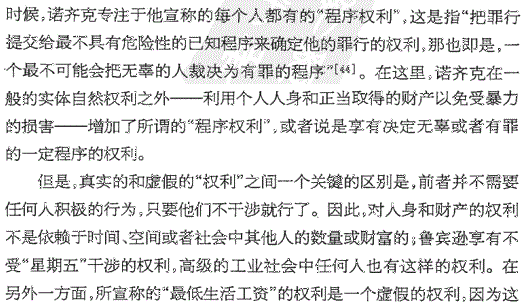 时候，诺齐克专注于他宣称的每个人都有的“程序权利”，这是指“把罪行
提交给最不具有危险性的已知程序来确定他的罪行的权利，那也即是，一
个最不可能会把无辜的人裁决为有罪的程序”[44]。在这里，诺齐克在一
般的实体自然权利之外——利用个人人身和正当取得的财产以免受暴力
的损害——增加了所谓的“程序权利”，或者说是享有决定无辜或者有罪
的一定程序的权利。
但是，真实的和虚假的“权利”之间一个关键的区别是，前者并不需要
任何人积极的行为，只要他们不干涉就行了。因此，对人身和财产的权利
不是依赖于时间、空间或者社会中其他人的数量或财富的；鲁宾逊享有不
受“星期五”干涉的权利，高级的工业社会中任何人也有这样的权利。在
另外一方面，所宣称的“最低生活工资”的权利是一个虚假的权利，因为这